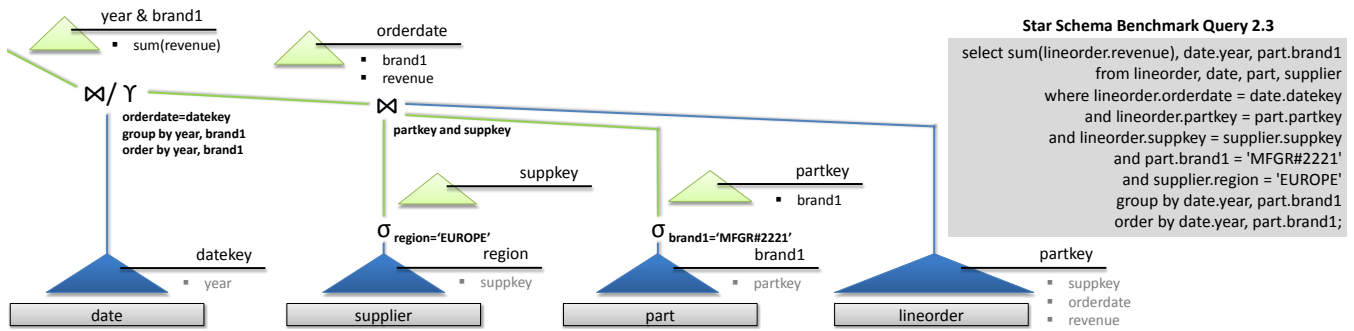 year & brand1
▪ sum(revenue)
orderdate
▪ brand1
▪ revenue
⋈/ ϒ
orderdate=datekey
group by year, brand1
order by year, brand1
⋈
partkey and suppkey
suppkey
partkey
▪ brand1
σ region=‘EUROPE’
σ brand1=‘MFGR#2221’
datekey
▪ year
region
▪ suppkey
brand1
▪ partkey
partkey
▪ suppkey
▪ orderdate
▪ revenue
date
supplier
part
lineorder
Star Schema Benchmark Query 2.3
select sum(lineorder.revenue), date.year, part.brand1
from lineorder, date, part, supplier
where lineorder.orderdate = date.datekey
and lineorder.partkey = part.partkey
and lineorder.suppkey = supplier.suppkey
and part.brand1 = 'MFGR#2221'
and supplier.region = 'EUROPE'
group by date.year, part.brand1
order by date.year, part.brand1;